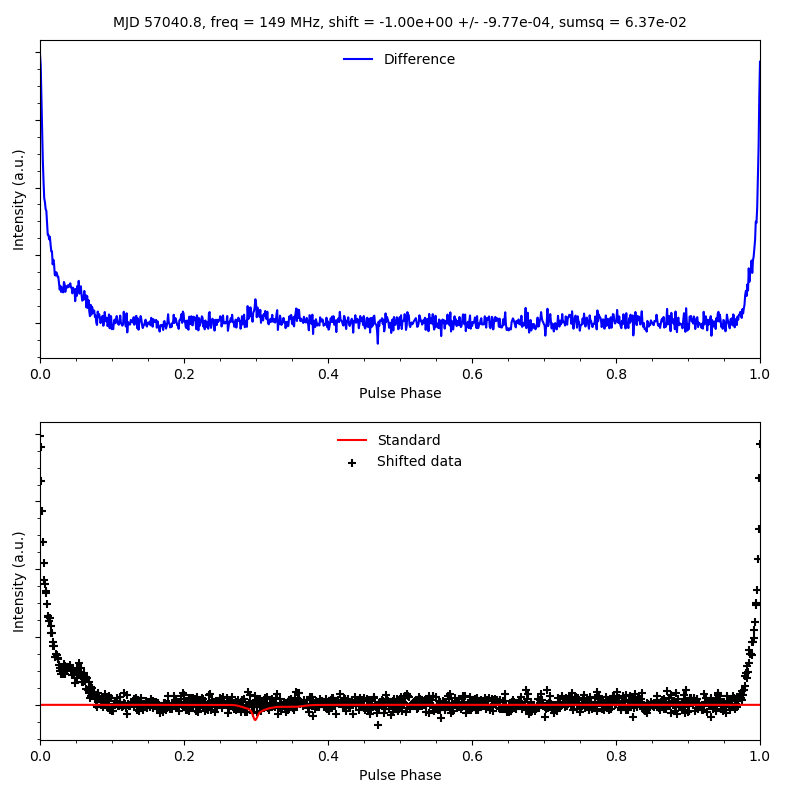 MJD 57040.8, freq = 149 MHz, shift = -1.00e+00 +/- -9.77e-04, sumsq = 6.37e-02
Difference
Intensity (a.u.)
0.0 0.2 0.4 0.6 0.8 1.0
Pulse Phase
Standard
Shifted data
Intensity (a.u.)
0.0 0.2 0.4 0.6 0.8 1.0
Pulse Phase